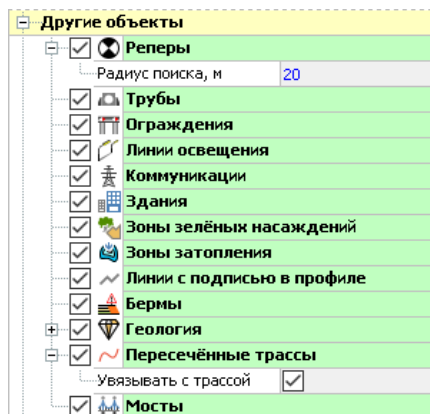 Другие объекты
Реперы
Радиус поиска, м 20
Трубы
Ограждения
Линии освещения
Коммуникации
Здания
Зоны зелёных насаждений
Зоны затопления
Линии с подписью в профиле
Бермы
Геология
Пересечённые трассы
Увязывать с трассой
Мосты